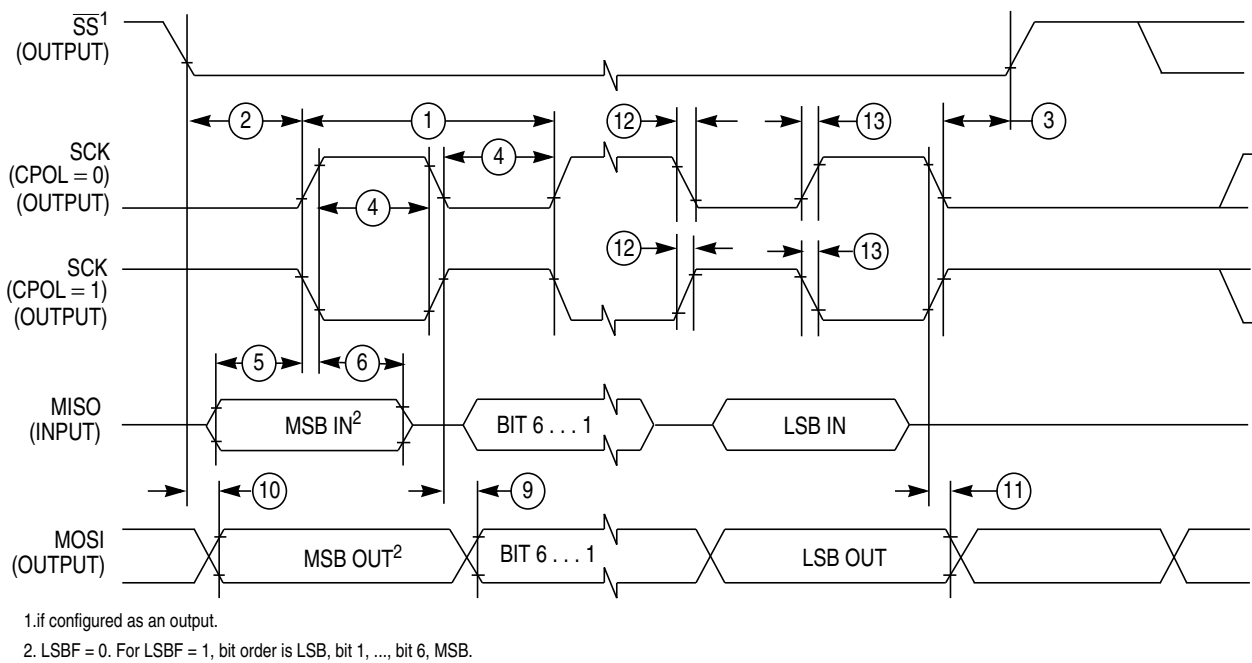 SS¹
(OUTPUT)
2
1
12
13
3
SCK
(CPOL = 0)
(OUTPUT)
4
4
SCK
(CPOL = 1)
(OUTPUT)
12
13
5
6
MISO
(INPUT)
MSB IN²
BIT 6 . . . 1
LSB IN
10
9
11
MOSI
(OUTPUT)
MSB OUT²
BIT 6 . . . 1
LSB OUT
1.if configured as an output.
2. LSBF = 0. For LSBF = 1, bit order is LSB, bit 1, ..., bit 6, MSB.